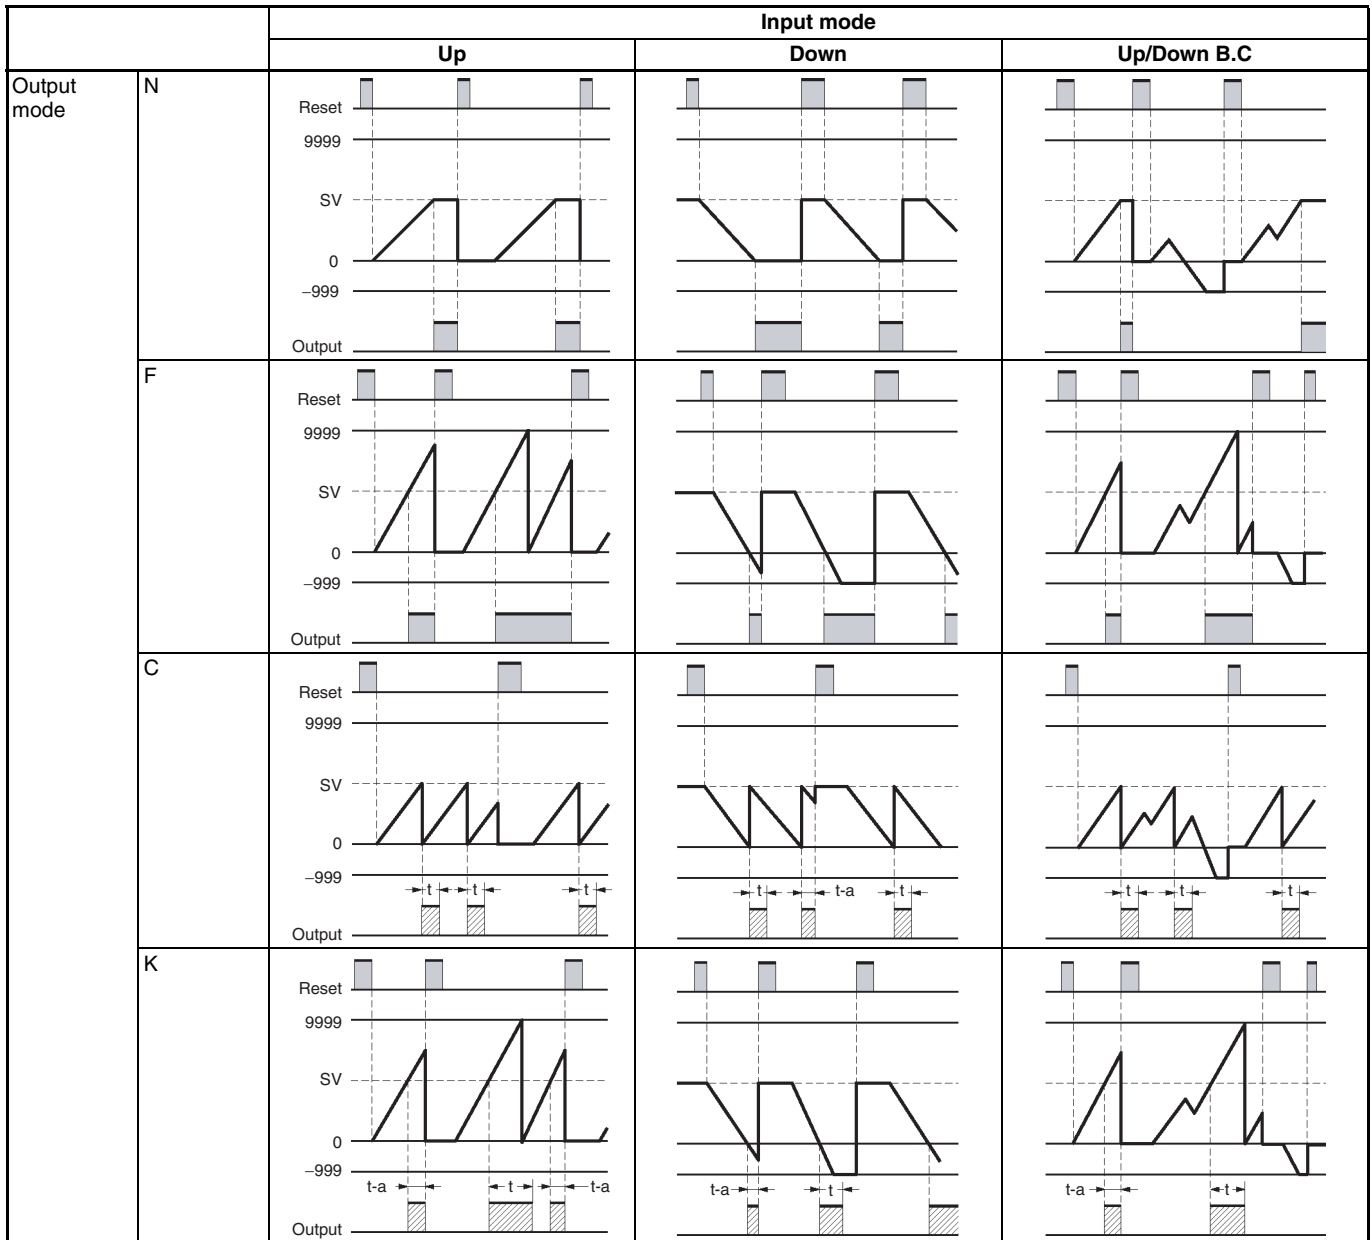 Input mode
Up Down Up/Down B.C
Output mode
N
Reset
9999
SV
0
−999
Output
F
Reset
9999
SV
0
−999
Output
C
Reset
9999
SV
0
−999
t t t
t t-a t
t t t
Output
K
Reset
9999
SV
0
−999
t-a t t-a
t-a t
t-a t
Output